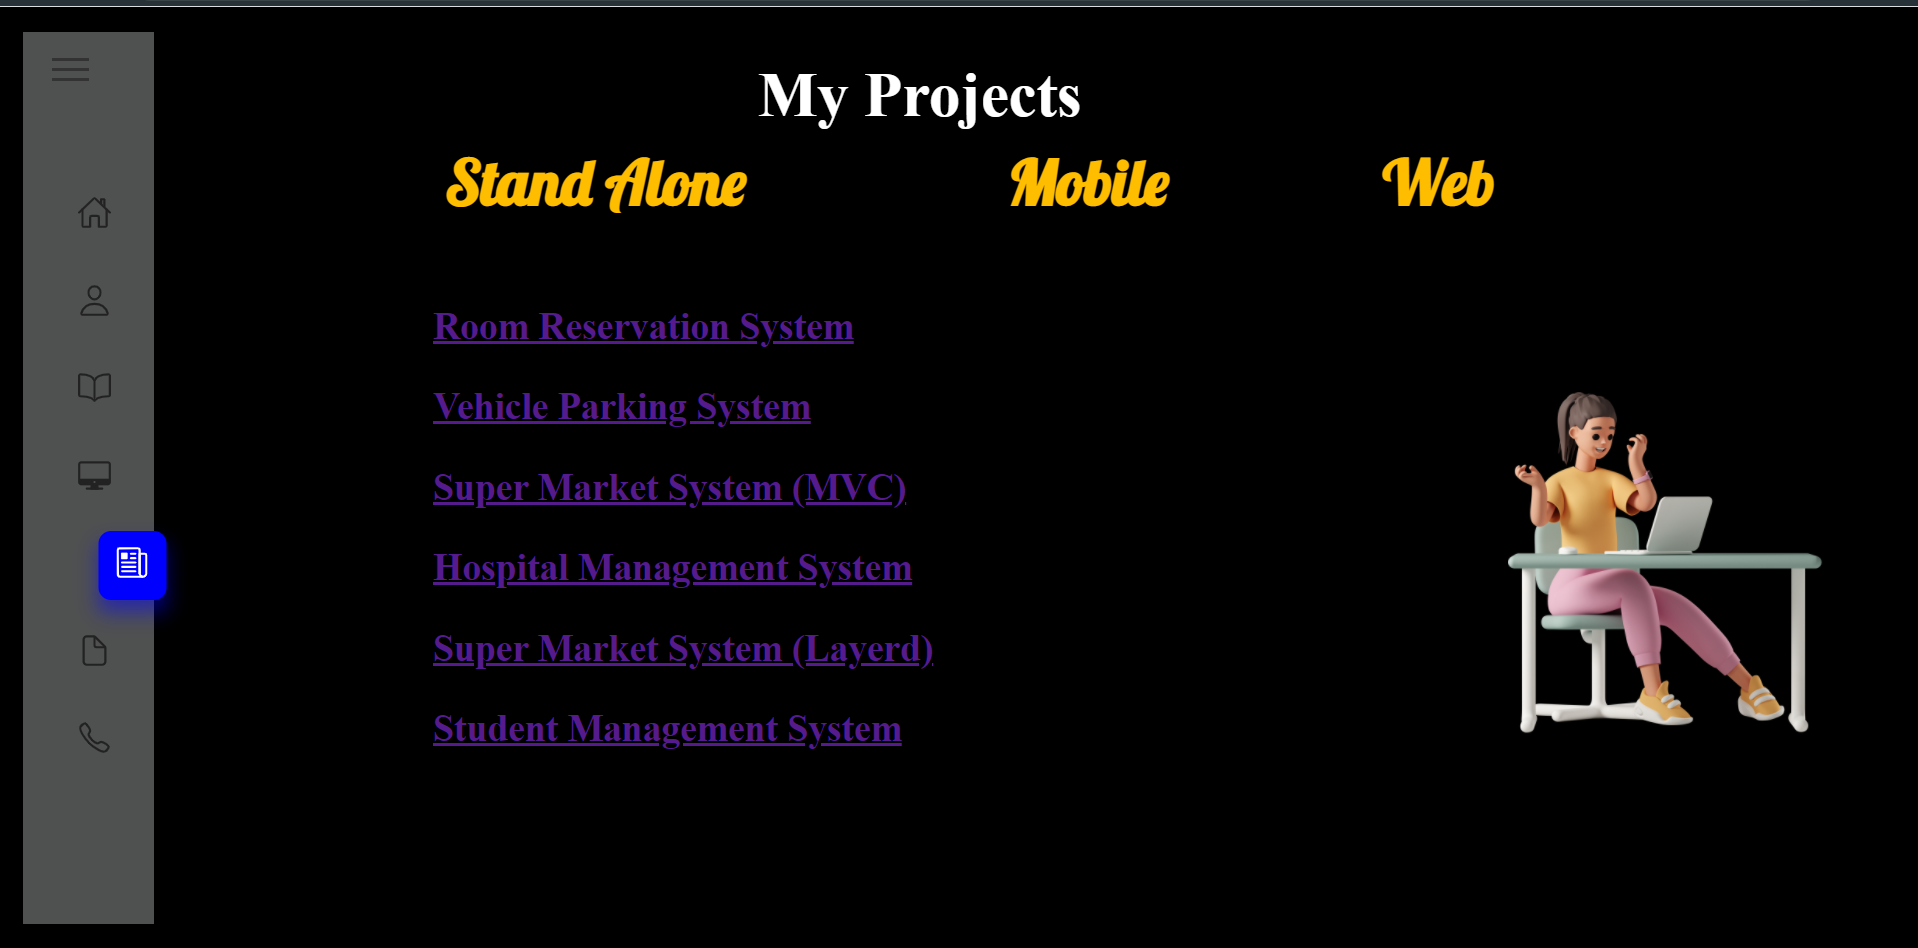 My Projects
Stand Alone Mobile Web
Room Reservation System
Vehicle Parking System
Super Market System (MVC)
Hospital Management System
Super Market System (Layerd)
Student Management System